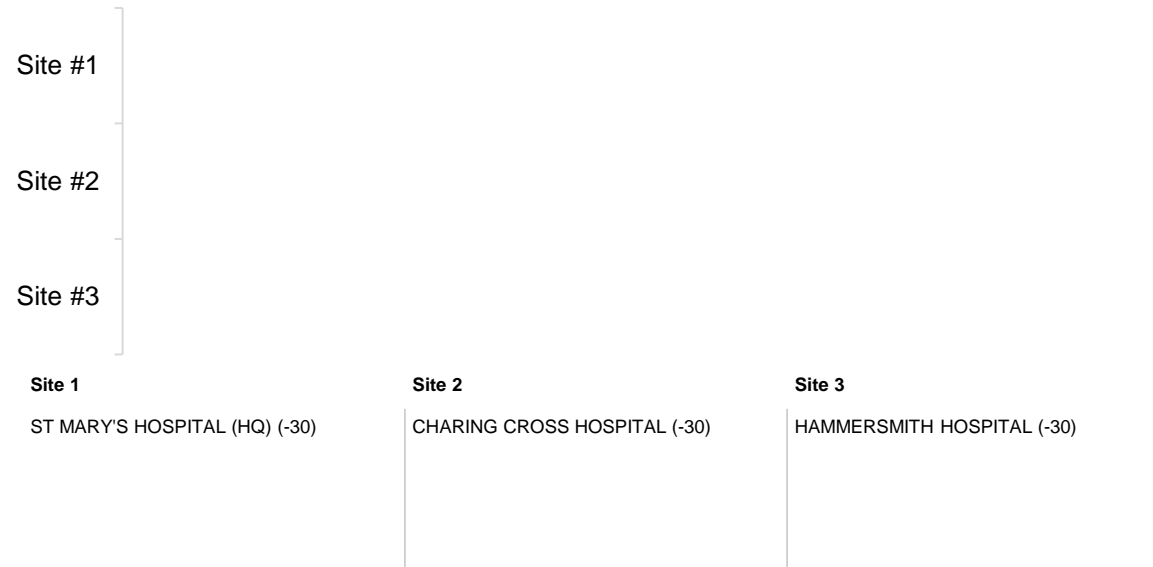 Site #1
Site #2
Site #3
Site 1
Site 2
Site 3
ST MARY'S HOSPITAL (HQ) (-30)
CHARING CROSS HOSPITAL (-30)
HAMMERSMITH HOSPITAL (-30)